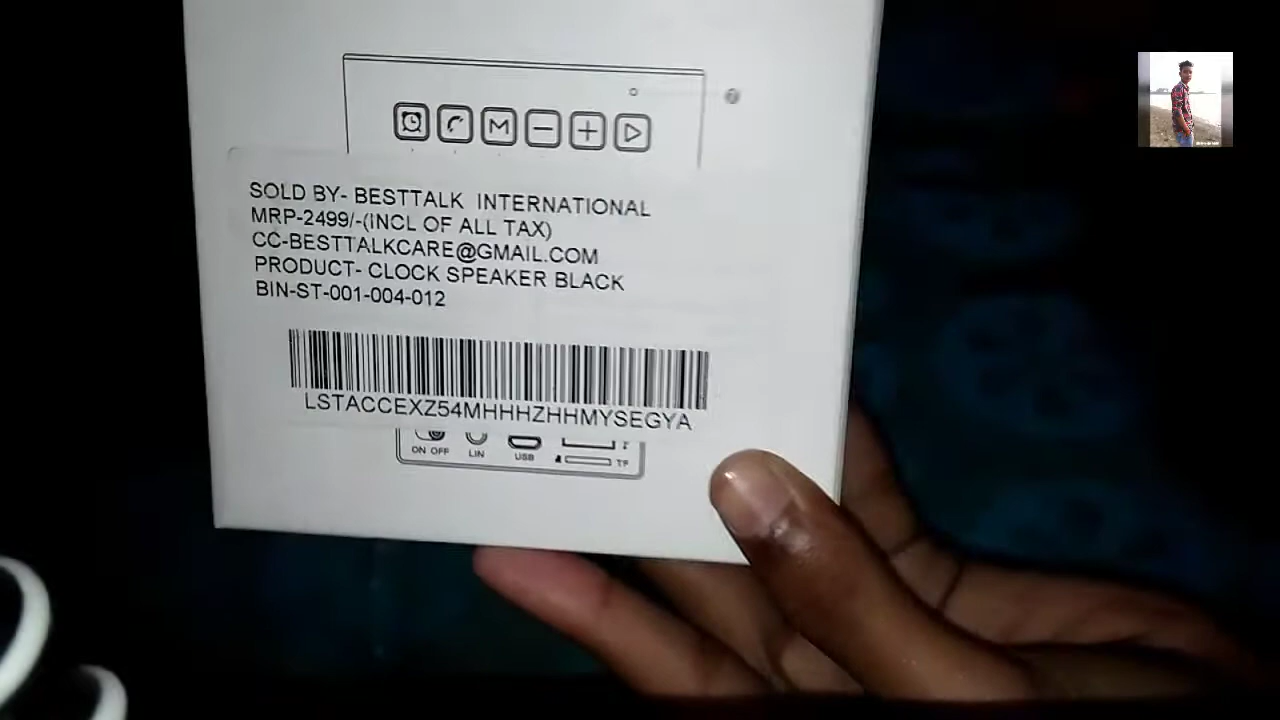 M
SOLD BY- BESTTALK INTERNATIONAL
MRP-2499/-(INCL OF ALL TAX)
CC-BESTTALKCARE@GMAIL.COM
PRODUCT- CLOCK SPEAKER BLACK
BIN-ST-001-004-012
LSTACCEXZ54MHHHZHHMYSEGYA
ON OFF LIN USB TF